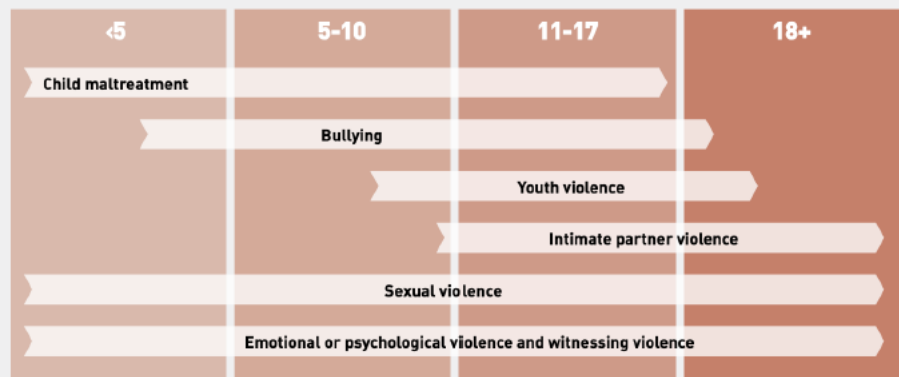 <5 5-10 11-17 18+
Child maltreatment
Bullying
Youth violence
Intimate partner violence
Sexual violence
Emotional or psychological violence and witnessing violence